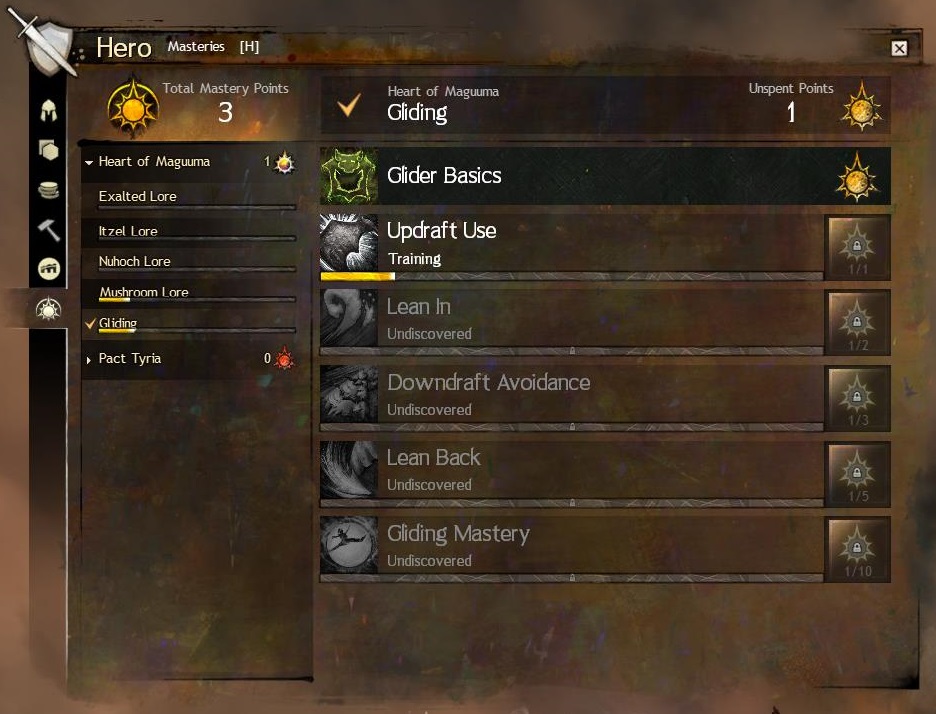 Hero Masteries [H]
Total Mastery Points
3
Heart of Maguuma
Gliding
Unspent Points
1
Heart of Maguuma 1
Exalted Lore
Itzel Lore
Nuhoch Lore
Mushroom Lore
Gliding
Pact Tyria 0
Glider Basics
Updraft Use
Training
1/1
Lean In
Undiscovered
1/2
Downdraft Avoidance
Undiscovered
1/3
Lean Back
Undiscovered
1/5
Gliding Mastery
Undiscovered
1/10